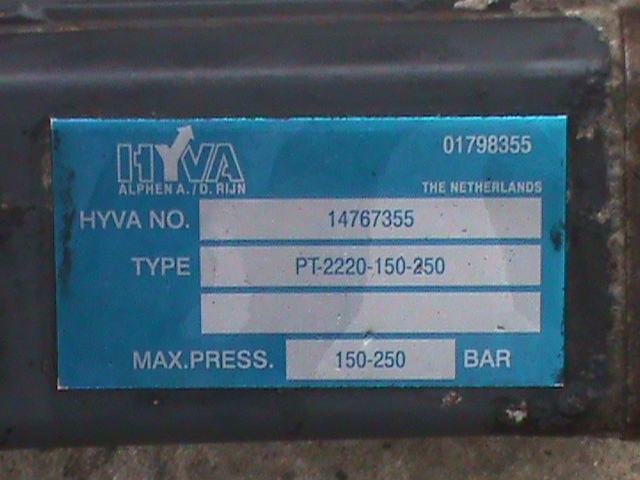 HYVA 01798355
ALPHEN A./D. RIJN THE NETHERLANDS
HYVA NO. 14767355
TYPE PT-2220-150-250
MAX.PRESS. 150-250 BAR